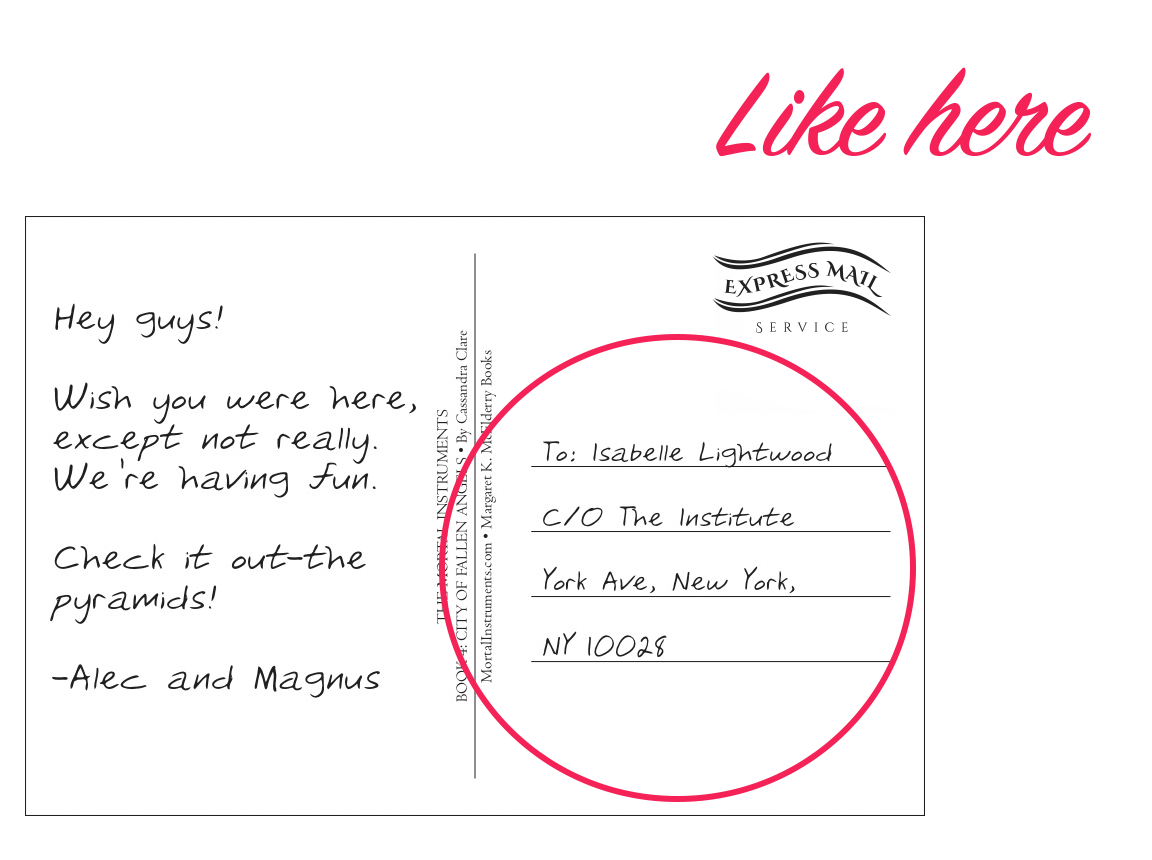 Like here
EXPRESS MAIL
SERVICE
Hey guys!
Wish you were here,
except not really.
We're having fun.
Check it out-the
pyramids!
-Alec and Magnus
THE MORTAL INSTRUMENTS
BOOK 4: CITY OF FALLEN ANGELS • By Cassandra Clare
MortalInstruments.com • Margaret K. McElderry Books
To: Isabelle Lightwood
C/O The Institute
York Ave, New York,
NY 10028